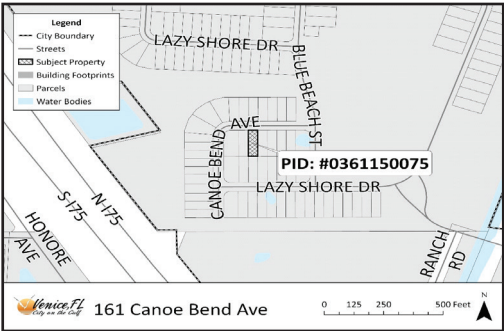 Legend
City Boundary
Streets
Subject Property
Building Footprints
Parcels
Water Bodies
LAZY SHORE DR
BLUE BEACH ST
AVE
CANOE BEND
PID: #0361150075
LAZY SHORE DR
N-I75
S-I75
HONORE
AVE
RANCH
RD
Venice, FL
City on the Gulf
161 Canoe Bend Ave
0 125 250 500 Feet
N